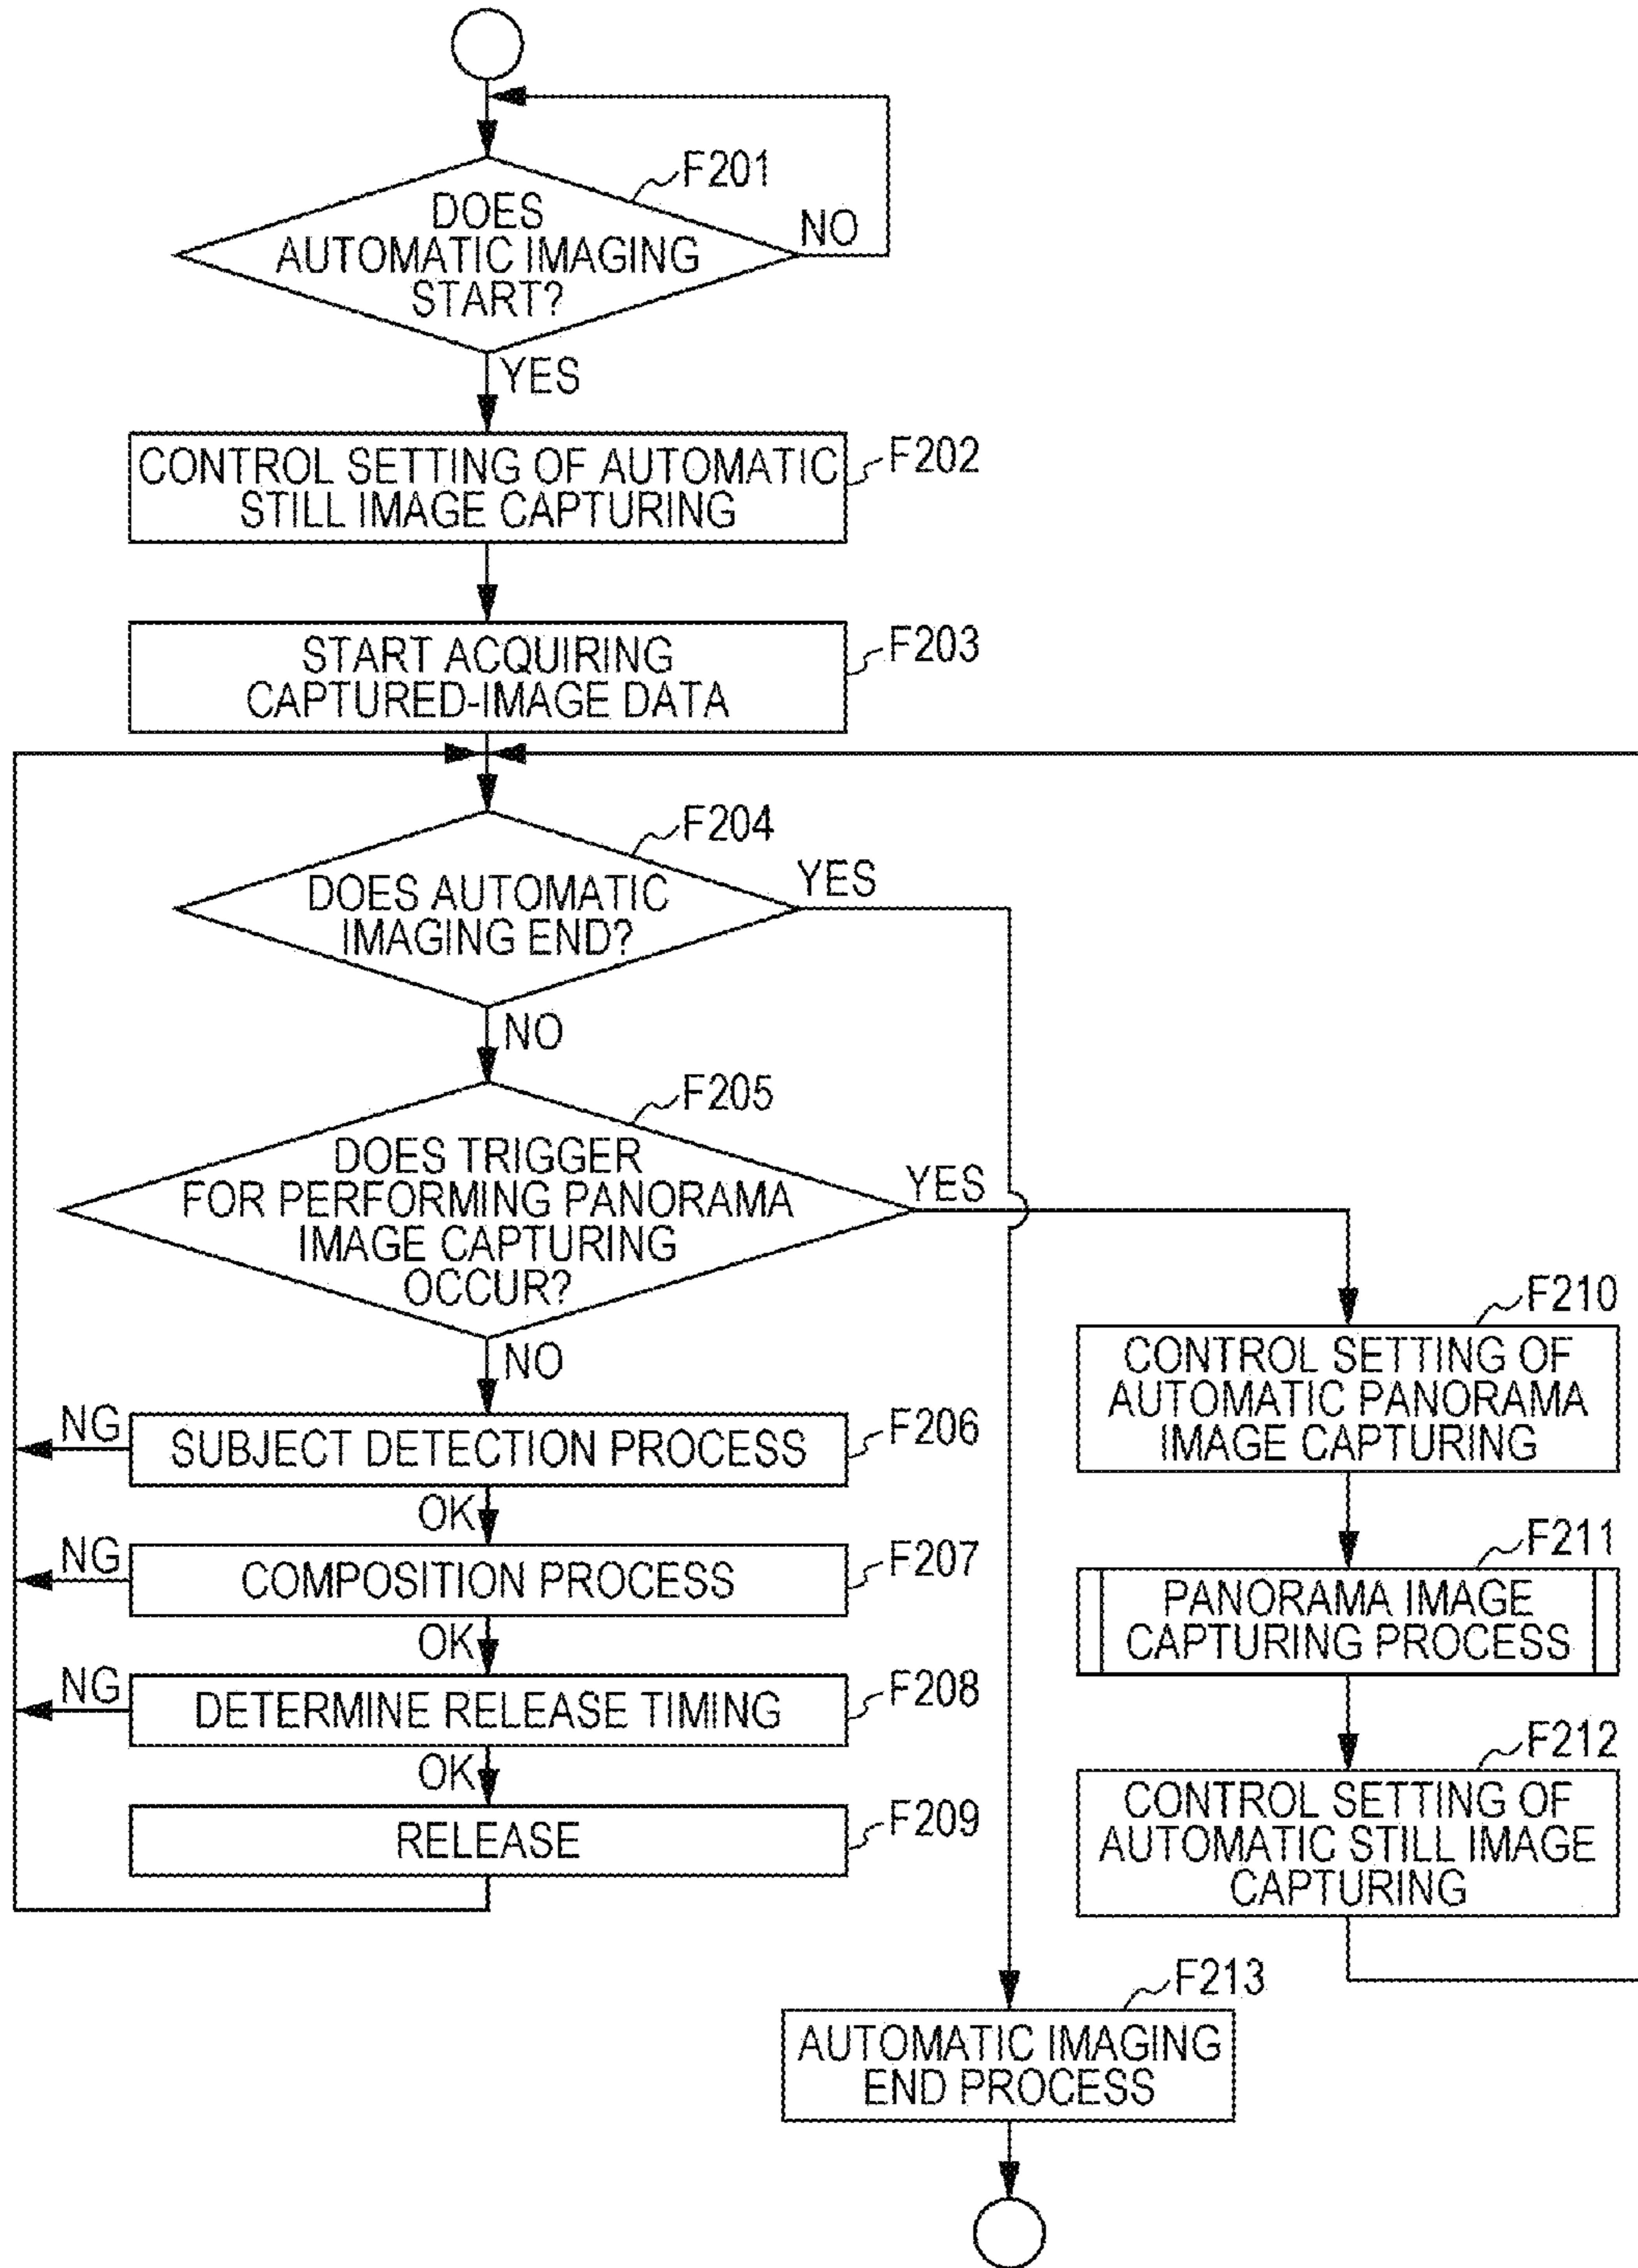 F201
DOES
AUTOMATIC IMAGING
START?
NO
YES
CONTROL SETTING OF AUTOMATIC
STILL IMAGE CAPTURING
F202
START ACQUIRING
CAPTURED-IMAGE DATA
F203
F204
DOES AUTOMATIC
IMAGING END?
YES
NO
F205
DOES TRIGGER
FOR PERFORMING PANORAMA
IMAGE CAPTURING
OCCUR?
YES
NO
NG
SUBJECT DETECTION PROCESS
F206
OK
NG
COMPOSITION PROCESS
F207
OK
NG
DETERMINE RELEASE TIMING
F208
OK
RELEASE
F209
F210
CONTROL SETTING OF
AUTOMATIC PANORAMA
IMAGE CAPTURING
F211
PANORAMA IMAGE
CAPTURING PROCESS
F212
CONTROL SETTING OF
AUTOMATIC STILL IMAGE
CAPTURING
F213
AUTOMATIC IMAGING
END PROCESS